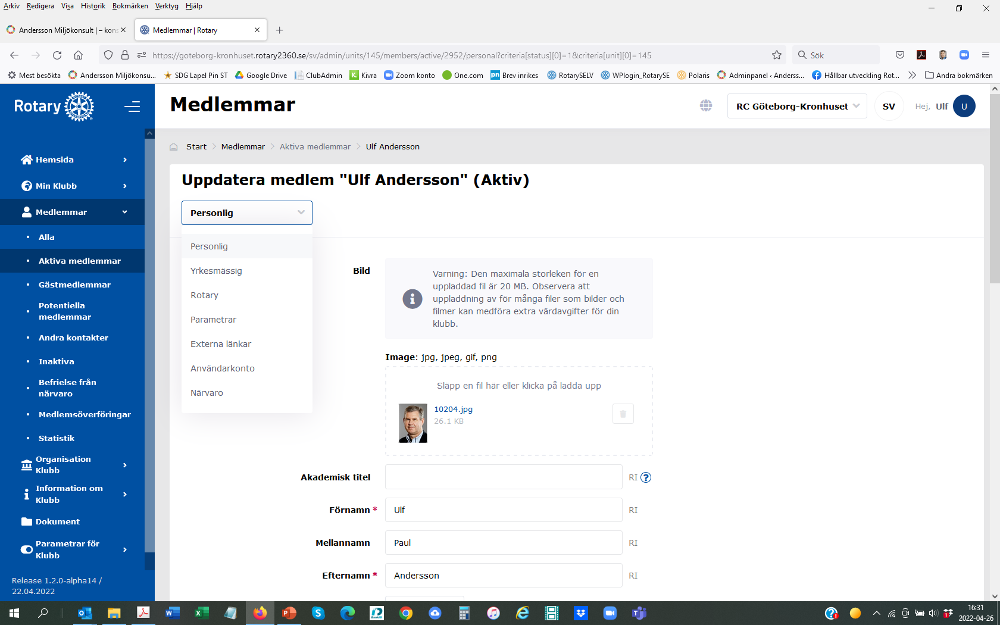 Arkiv Redigera Visa Historik Bokmärken Verktyg Hjälp
Andersson Miljökonsult | – kons
Medlemmar | Rotary
https://goteborg-kronhuset.rotary2360.se/sv/admin/units/145/members/active/2952/personal?criteria[status][0]=1&criteria[unit][0]=145
Sök
Mest besökta Andersson Miljökonsu... SDG Lapel Pin ST Google Drive ClubAdmin Kivra Zoom konto One.com Brev inrikes RotarySELV WPlogin_RotarySE Polaris Adminpanel ‹ Anderss... Hållbar utveckling Rot... Andra bokmärken
Rotary
Medlemmar
RC Göteborg-Kronhuset
SV
Hej, Ulf
U
Hemsida
Min Klubb
Medlemmar
Alla
Aktiva medlemmar
Gästmedlemmar
Potentiella
medlemmar
Andra kontakter
Inaktiva
Befrielse från
närvaro
Medlemsöverföringar
Statistik
Organisation
Klubb
Information om
Klubb
Dokument
Parametrar för
Klubb
Release 1.2.0-alpha14 /
22.04.2022
Start Medlemmar Aktiva medlemmar Ulf Andersson
Uppdatera medlem "Ulf Andersson" (Aktiv)
Personlig
Personlig
Yrkesmässig
Rotary
Parametrar
Externa länkar
Användarkonto
Närvaro
Bild
Varning: Den maximala storleken för en
uppladdad fil är 20 MB. Observera att
uppladdning av för många filer som bilder och
filmer kan medföra extra värdavgifter för din
klubb.
Image: jpg, jpeg, gif, png
Släpp en fil här eller klicka på ladda upp
10204.jpg
26.1 KB
Akademisk titel
RI
Förnamn *
Ulf
RI
Mellannamn
Paul
RI
Efternamn *
Andersson
RI
16:31
2022-04-26